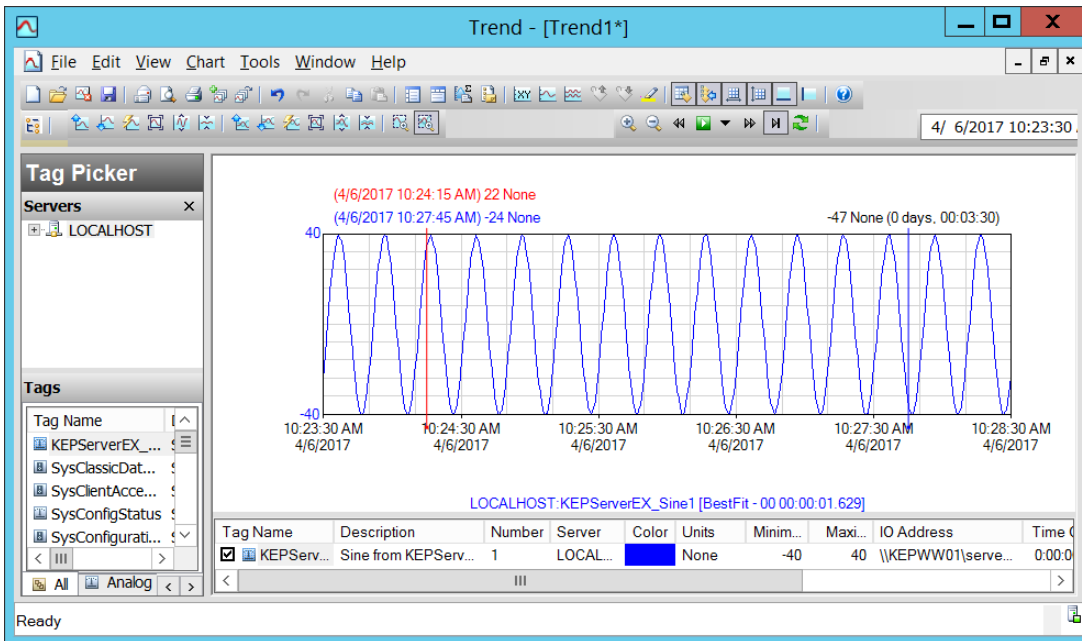 Trend - [Trend1*]
File Edit View Chart Tools Window Help
4/ 6/2017 10:23:30
Tag Picker
Servers
LOCALHOST
(4/6/2017 10:24:15 AM) 22 None
(4/6/2017 10:27:45 AM) -24 None
-47 None (0 days, 00:03:30)
40
-40
10:23:30 AM 10:24:30 AM 10:25:30 AM 10:26:30 AM 10:27:30 AM 10:28:30 AM
4/6/2017 4/6/2017 4/6/2017 4/6/2017 4/6/2017 4/6/2017
LOCALHOST:KEPServerEX_Sine1 [BestFit - 00 00:00:01.629]
Tags
Tag Name
KEPServerEX_...
SysClassicDat...
SysClientAcce...
SysConfigStatus
SysConfigurati...
All Analog
Tag Name Description Number Server Color Units Minim... Maxi... IO Address Time
KEPServ... Sine from KEPServ... 1 LOCAL... None -40 40 \\KEPWW01\serve... 0:00:0
Ready